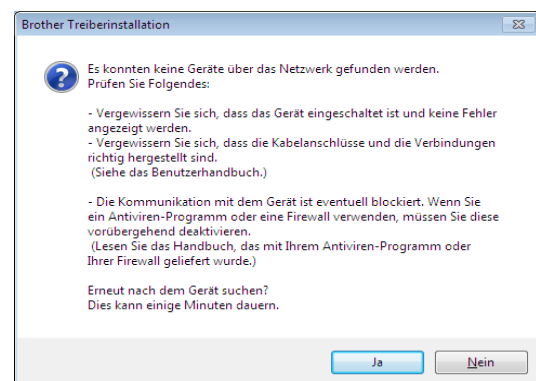 Brother Treiberinstallation
Es konnten keine Geräte über das Netzwerk gefunden werden.
Prüfen Sie Folgendes:
- Vergewissern Sie sich, dass das Gerät eingeschaltet ist und keine Fehler
angezeigt werden.
- Vergewissern Sie sich, dass die Kabelanschlüsse und die Verbindungen
richtig hergestellt sind.
(Siehe das Benutzerhandbuch.)
- Die Kommunikation mit dem Gerät ist eventuell blockiert. Wenn Sie
ein Antiviren-Programm oder eine Firewall verwenden, müssen Sie diese
vorübergehend deaktivieren.
(Lesen Sie das Handbuch, das mit Ihrem Antiviren-Programm oder
Ihrer Firewall geliefert wurde.)
Erneut nach dem Gerät suchen?
Dies kann einige Minuten dauern.
Ja Nein